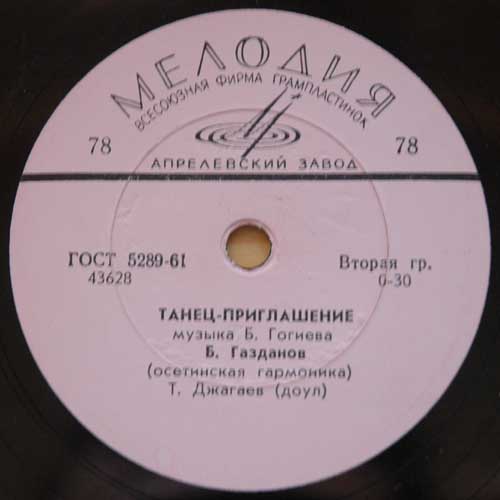 МЕЛОДИЯ
ВСЕСОЮЗНАЯ ФИРМА ГРАМПЛАСТИНОК
78 78
АПРЕЛЕВСКИЙ ЗАВОД
ГОСТ 5289-61 Вторая гр.
43628 0-30
ТАНЕЦ-ПРИГЛАШЕНИЕ
музыка Б. Гогиева
Б. Газданов
(осетинская гармоника)
Т. Джагаев (доул)